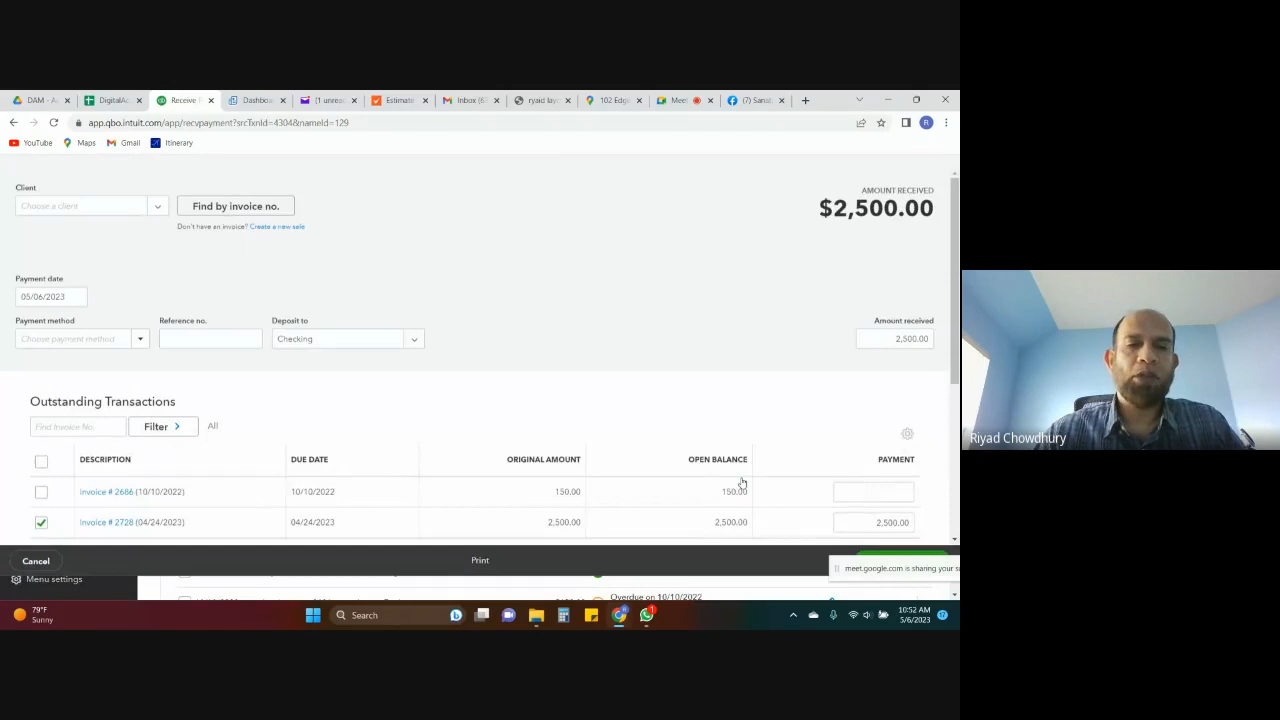 DAM - A
DigitalAcc
Receive P
Dashboa
(1 unrea
Estimate
Inbox (6
ryaid lay
102 Edg
Meet
(7) Sana
app.qbo.intuit.com/app/recvpayment?srcTxnId=4304&nameId=129
R
YouTube
Maps
Gmail
Itinerary
Client
Choose a client
Find by invoice no.
Don't have an invoice? Create a new sale
AMOUNT RECEIVED
$2,500.00
Payment date
05/06/2023
Payment method
Reference no.
Deposit to
Amount received
Choose payment method
Checking
2,500.00
Outstanding Transactions
Find Invoice No.
Filter
All
DESCRIPTION
DUE DATE
ORIGINAL AMOUNT
OPEN BALANCE
PAYMENT
Invoice # 2686 (10/10/2022)
10/10/2022
150.00
150.00
Invoice # 2728 (04/24/2023)
04/24/2023
2,500.00
2,500.00
2,500.00
Cancel
Print
meet.google.com is sharing your s
Menu settings
Overdue on 10/10/2022
79°F
Sunny
Search
10:52 AM
5/6/2023
Riyad Chowdhury